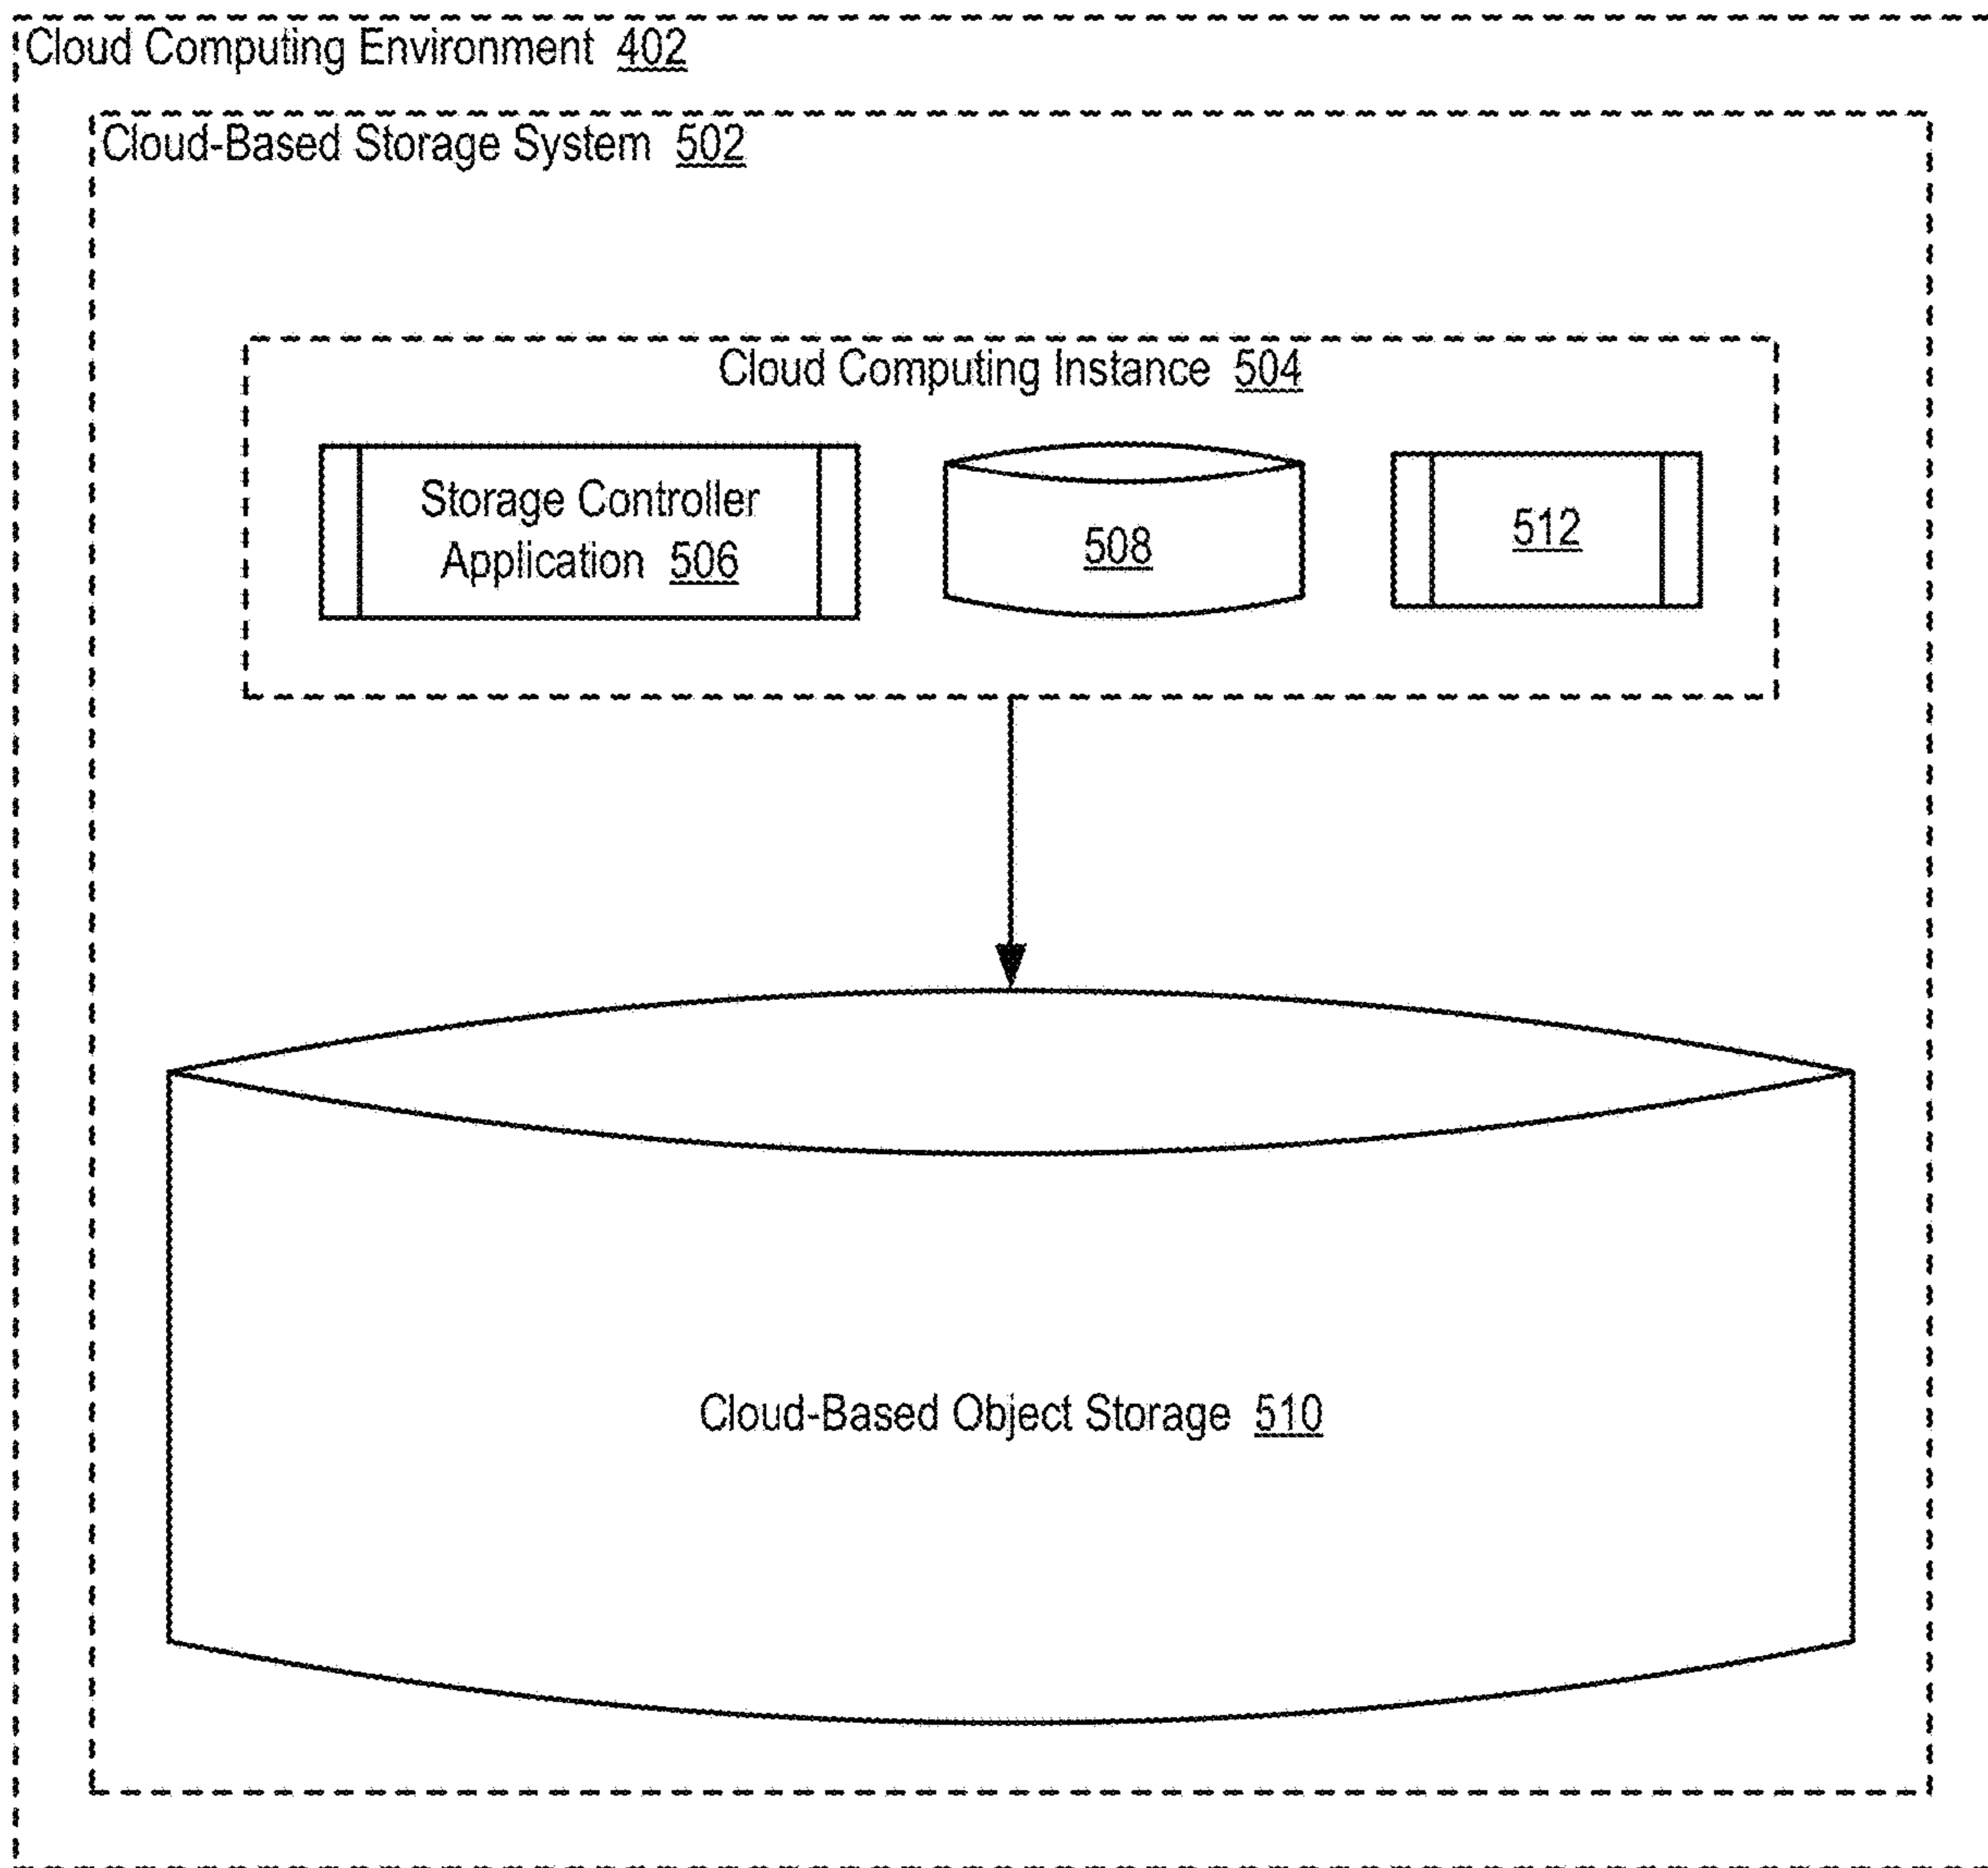 Cloud Computing Environment 402
Cloud-Based Storage System 502
Cloud Computing Instance 504
Storage Controller
Application 506
508
512
Cloud-Based Object Storage 510